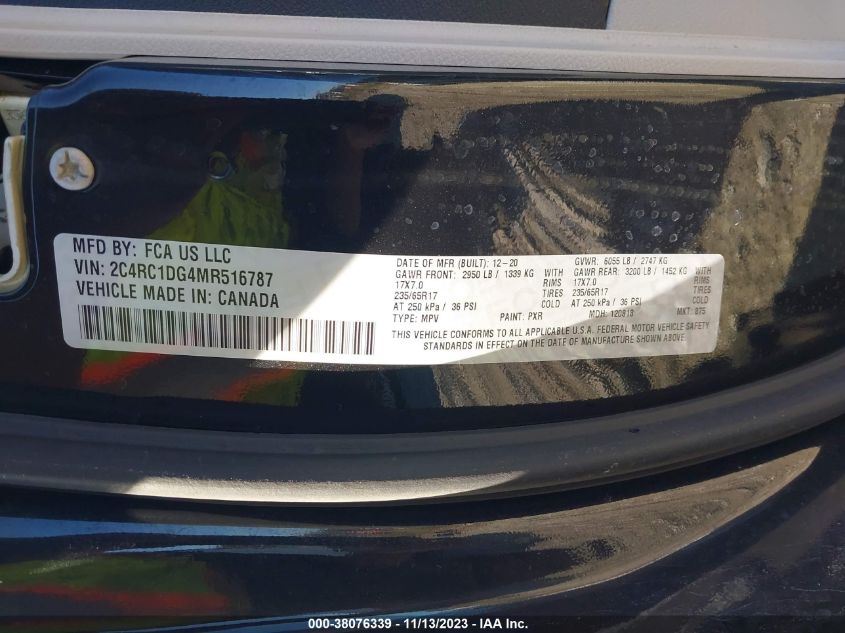 MFD BY: FCA US LLC
VIN: 2C4RC1DG4MR516787
VEHICLE MADE IN: CANADA
DATE OF MFR (BUILT): 12-20 GVWR: 6055 LB / 2747 KG
GAWR FRONT: 2950 LB / 1339 KG WITH GAWR REAR: 3200 LB / 1452 KG WITH
17X7.0 RIMS 17X7.0 RIMS
235/65R17 TIRES 235/65R17 TIRES
AT 250 kPa / 36 PSI COLD AT 250 kPa / 36 PSI COLD
TYPE: MPV PAINT: PXR MDH: 120813 MKT: 875
THIS VEHICLE CONFORMS TO ALL APPLICABLE U.S.A. FEDERAL MOTOR VEHICLE SAFETY
STANDARDS IN EFFECT ON THE DATE OF MANUFACTURE SHOWN ABOVE.
000-38076339 - 11/13/2023 - IAA Inc.